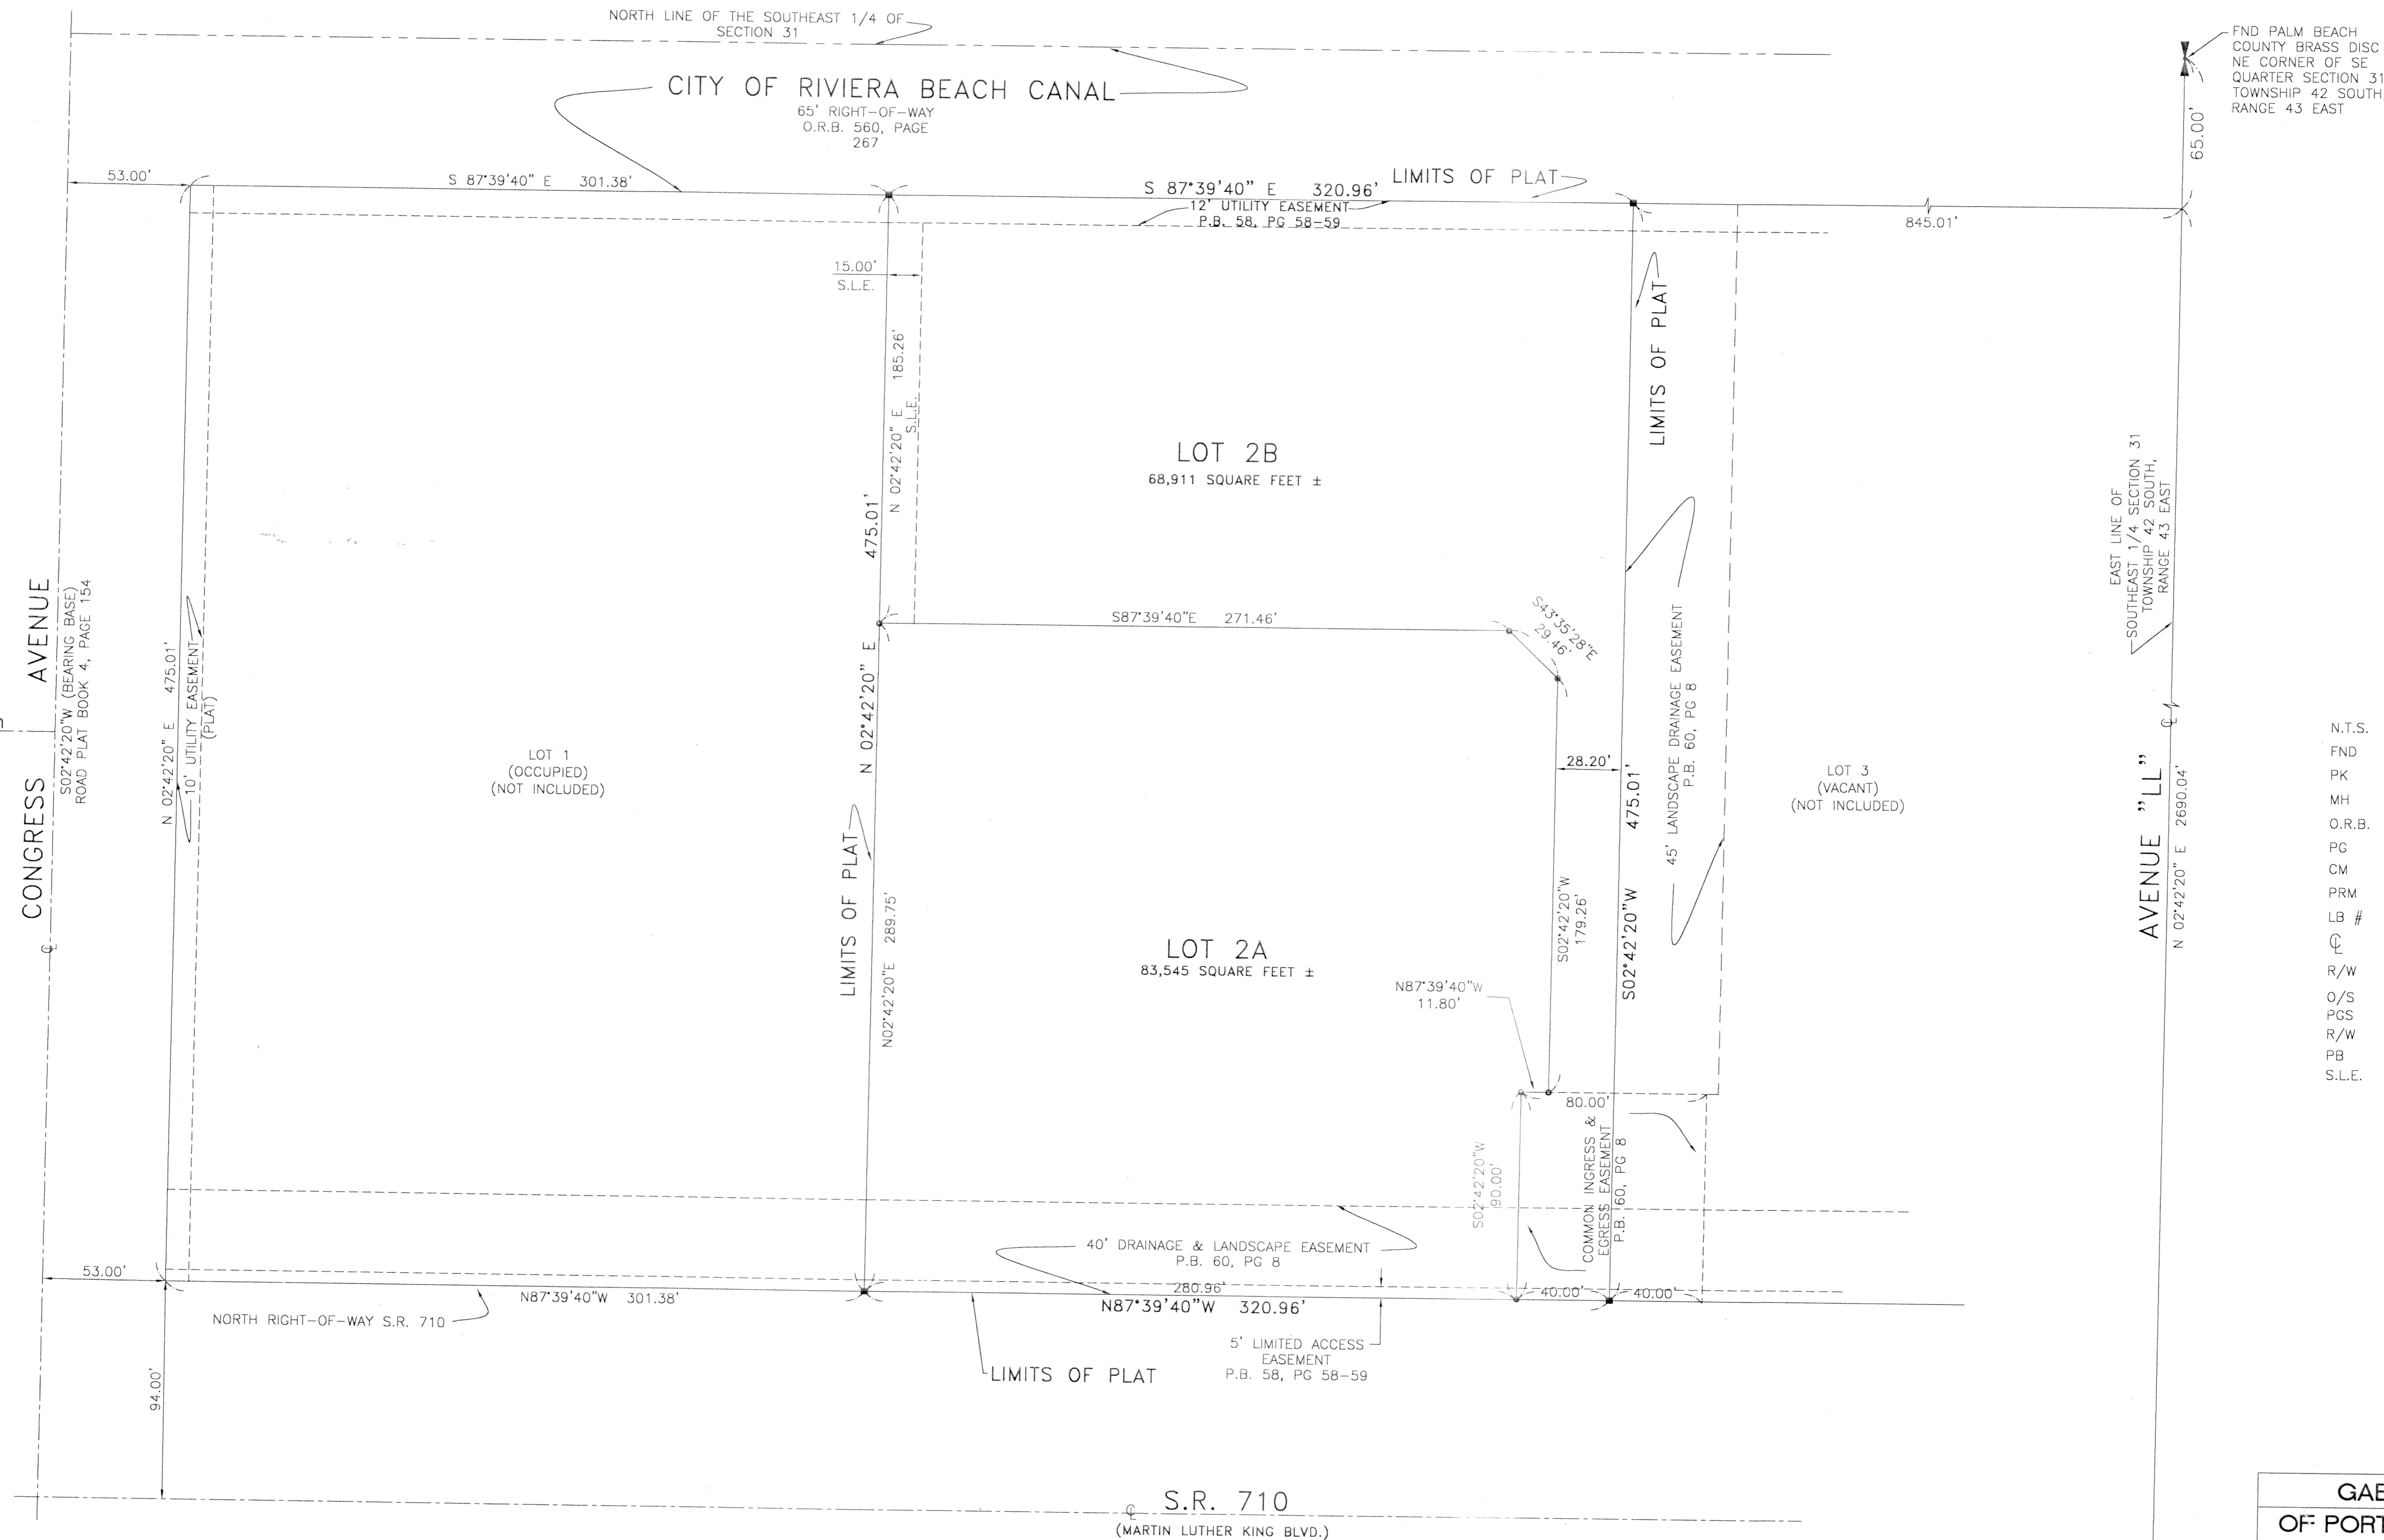 NORTH LINE OF THE SOUTHEAST 1/4 OF
SECTION 31
FND PALM BEACH
COUNTY BRASS DISC
NE CORNER OF SE
QUARTER SECTION 31
TOWNSHIP 42 SOUTH,
RANGE 43 EAST
CITY OF RIVIERA BEACH CANAL
65' RIGHT-OF-WAY
O.R.B. 560, PAGE
267
65.00'
53.00'
S 87°39'40" E 301.38'
S 87°39'40" E 320.96'
LIMITS OF PLAT
12' UTILITY EASEMENT
P.B. 58, PG 58-59
845.01'
15.00'
S.L.E.
N 02°42'20" E 185.26'
S.L.E.
LIMITS OF PLAT
LOT 2B
68,911 SQUARE FEET ±
EAST LINE OF
SOUTHEAST 1/4 SECTION 31
TOWNSHIP 42 SOUTH,
RANGE 43 EAST
CONGRESS AVENUE
S02°42'20"W (BEARING BASE)
ROAD PLAT BOOK 4, PAGE 154
N 02°42'20" E 475.01'
10' UTILITY EASEMENT
(PLAT)
N 02°42'20" E 475.01'
S87°39'40"E 271.46'
S43°35'28"E
29.46'
45' LANDSCAPE DRAINAGE EASEMENT
P.B. 60, PG 8
LOT 1
(OCCUPIED)
(NOT INCLUDED)
28.20'
S02°42'20"W 475.01'
LOT 3
(VACANT)
(NOT INCLUDED)
AVENUE "LL"
N 02°42'20" E 2690.04'
N.T.S.
FND
PK
MH
O.R.B.
PG
CM
PRM
LB #
℄
R/W
O/S
PGS
R/W
PB
S.L.E.
LIMITS OF PLAT
N02°42'20"E 289.75'
LOT 2A
83,545 SQUARE FEET ±
S02°42'20"W
179.26'
N87°39'40"W
11.80'
80.00'
S02°42'20"W
90.00'
COMMON INGRESS &
EGRESS EASEMENT
P.B. 60, PG 8
40' DRAINAGE & LANDSCAPE EASEMENT
P.B. 60, PG 8
53.00'
N87°39'40"W 301.38'
280.96'
N87°39'40"W 320.96'
40.00'
40.00'
NORTH RIGHT-OF-WAY S.R. 710
5' LIMITED ACCESS
EASEMENT
P.B. 58, PG 58-59
LIMITS OF PLAT
94.00'
℄ S.R. 710
(MARTIN LUTHER KING BLVD.)
GAB
OF PORT